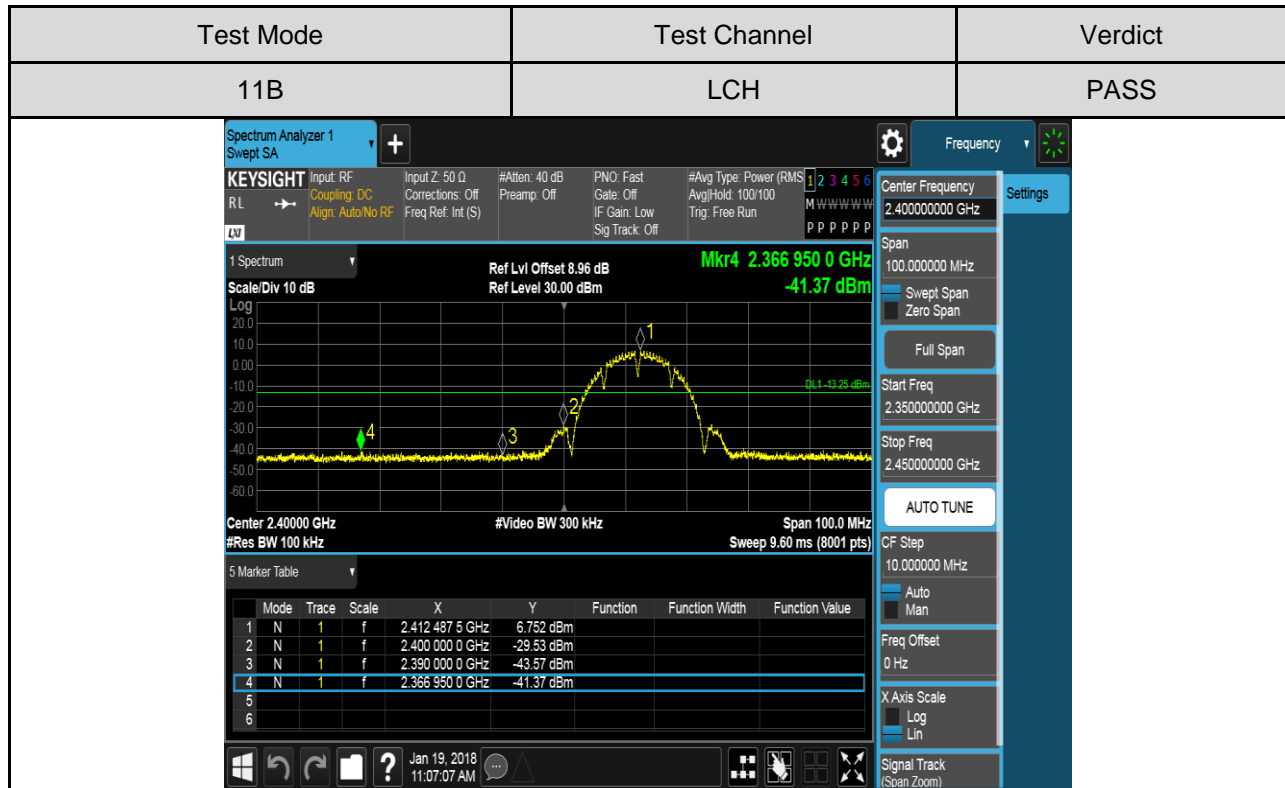 Test Mode Test Channel Verdict
11B LCH PASS
Spectrum Analyzer 1
Swept SA
+
Frequency
KEYSIGHT
RL
LXI
Input: RF
Coupling: DC
Align: Auto/No RF
Input Z: 50 Ω
Corrections: Off
Freq Ref: Int (S)
#Atten: 40 dB
Preamp: Off
PNO: Fast
Gate: Off
IF Gain: Low
Sig Track: Off
#Avg Type: Power (RMS
Avg|Hold: 100/100
Trig: Free Run
1 2 3 4 5 6
M W W W W W
P P P P P P
1 Spectrum
Scale/Div 10 dB
Ref Lvl Offset 8.96 dB
Ref Level 30.00 dBm
Mkr4 2.366 950 0 GHz
-41.37 dBm
Log
20.0
10.0
0.00
-10.0
-20.0
-30.0
-40.0
-50.0
-60.0
1
2
3
4
DL1 -13.25 dBm
Center 2.40000 GHz
#Res BW 100 kHz
#Video BW 300 kHz
Span 100.0 MHz
Sweep 9.60 ms (8001 pts)
5 Marker Table
Mode Trace Scale X Y Function Function Width Function Value
1 N 1 f 2.412 487 5 GHz 6.752 dBm
2 N 1 f 2.400 000 0 GHz -29.53 dBm
3 N 1 f 2.390 000 0 GHz -43.57 dBm
4 N 1 f 2.366 950 0 GHz -41.37 dBm
5
6
Jan 19, 2018
11:07:07 AM
?
Center Frequency
2.400000000 GHz
Settings
Span
100.000000 MHz
Swept Span
Zero Span
Full Span
Start Freq
2.350000000 GHz
Stop Freq
2.450000000 GHz
AUTO TUNE
CF Step
10.000000 MHz
Auto
Man
Freq Offset
0 Hz
X Axis Scale
Log
Lin
Signal Track
(Span Zoom)